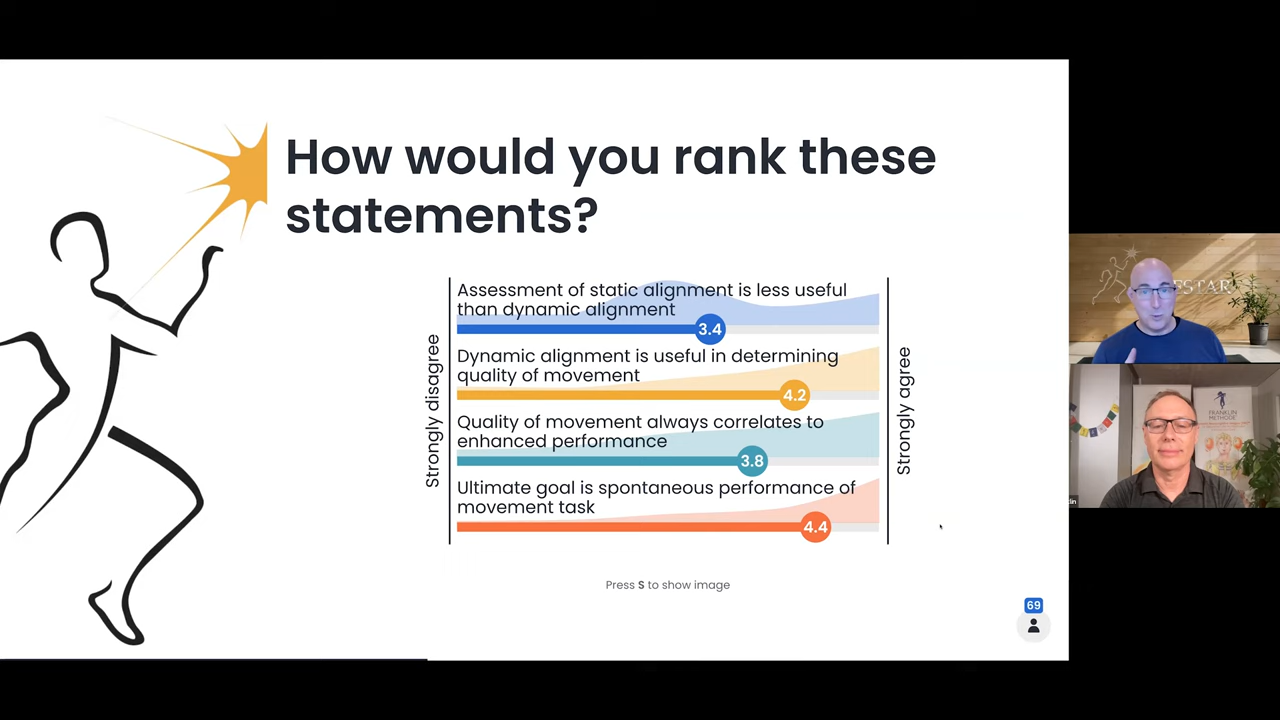 How would you rank these
statements?
Strongly disagree
Assessment of static alignment is less useful
than dynamic alignment
3.4
Dynamic alignment is useful in determining
quality of movement
4.2
Quality of movement always correlates to
enhanced performance
3.8
Ultimate goal is spontaneous performance of
movement task
4.4
Strongly agree
Press S to show image
69
FRANKLIN
METHODE